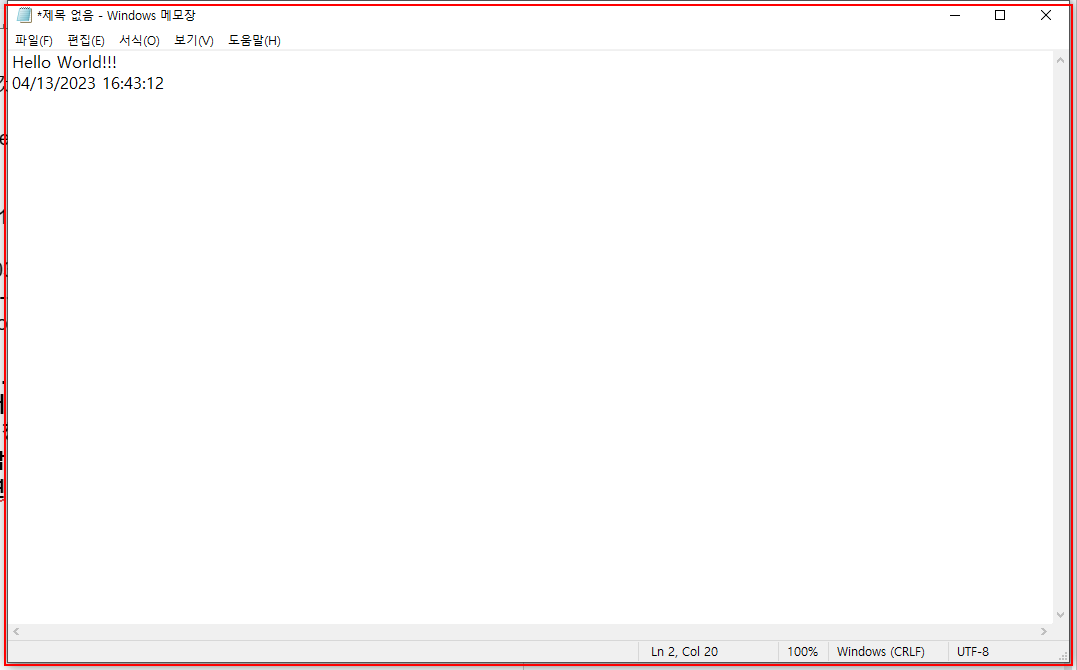 *제목 없음 - Windows 메모장
파일(F) 편집(E) 서식(O) 보기(V) 도움말(H)
Hello World!!!
04/13/2023 16:43:12
Ln 2, Col 20 100% Windows (CRLF) UTF-8